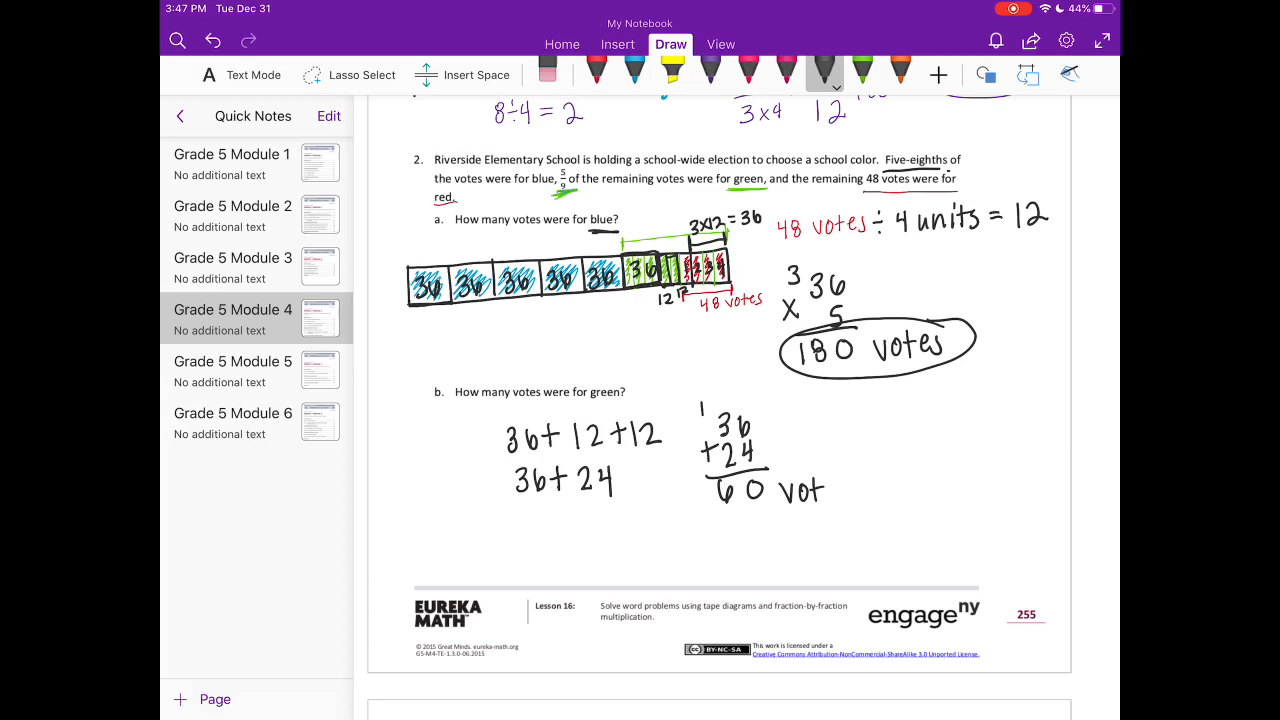 3:47 PM Tue Dec 31
44%
My Notebook
Home Insert Draw View
A Text Mode Lasso Select Insert Space
Quick Notes Edit
Grade 5 Module 1
No additional text
Grade 5 Module 2
No additional text
Grade 5 Module 3
No additional text
Grade 5 Module 4
No additional text
Grade 5 Module 5
No additional text
Grade 5 Module 6
No additional text
Page
8÷4 = 2
3x4 12
2. Riverside Elementary School is holding a school-wide election to choose a school color. Five-eighths of
the votes were for blue, 5/9 of the remaining votes were for green, and the remaining 48 votes were for
red.
a. How many votes were for blue?
3x12 = 36
48 votes ÷ 4 units = 12
36 36 36 36 36 36
12 12 48 votes
3
36
x 5
180 votes
b. How many votes were for green?
36+ 12 +12
36+ 24
1
36
+24
60 vot
EUREKA
MATH
Lesson 16: Solve word problems using tape diagrams and fraction-by-fraction
multiplication.
engage ny
255
© 2015 Great Minds. eureka-math.org
G5-M4-TE-1.3.0-06.2015
cc BY-NC-SA
This work is licensed under a
Creative Commons Attribution-NonCommercial-ShareAlike 3.0 Unported License.